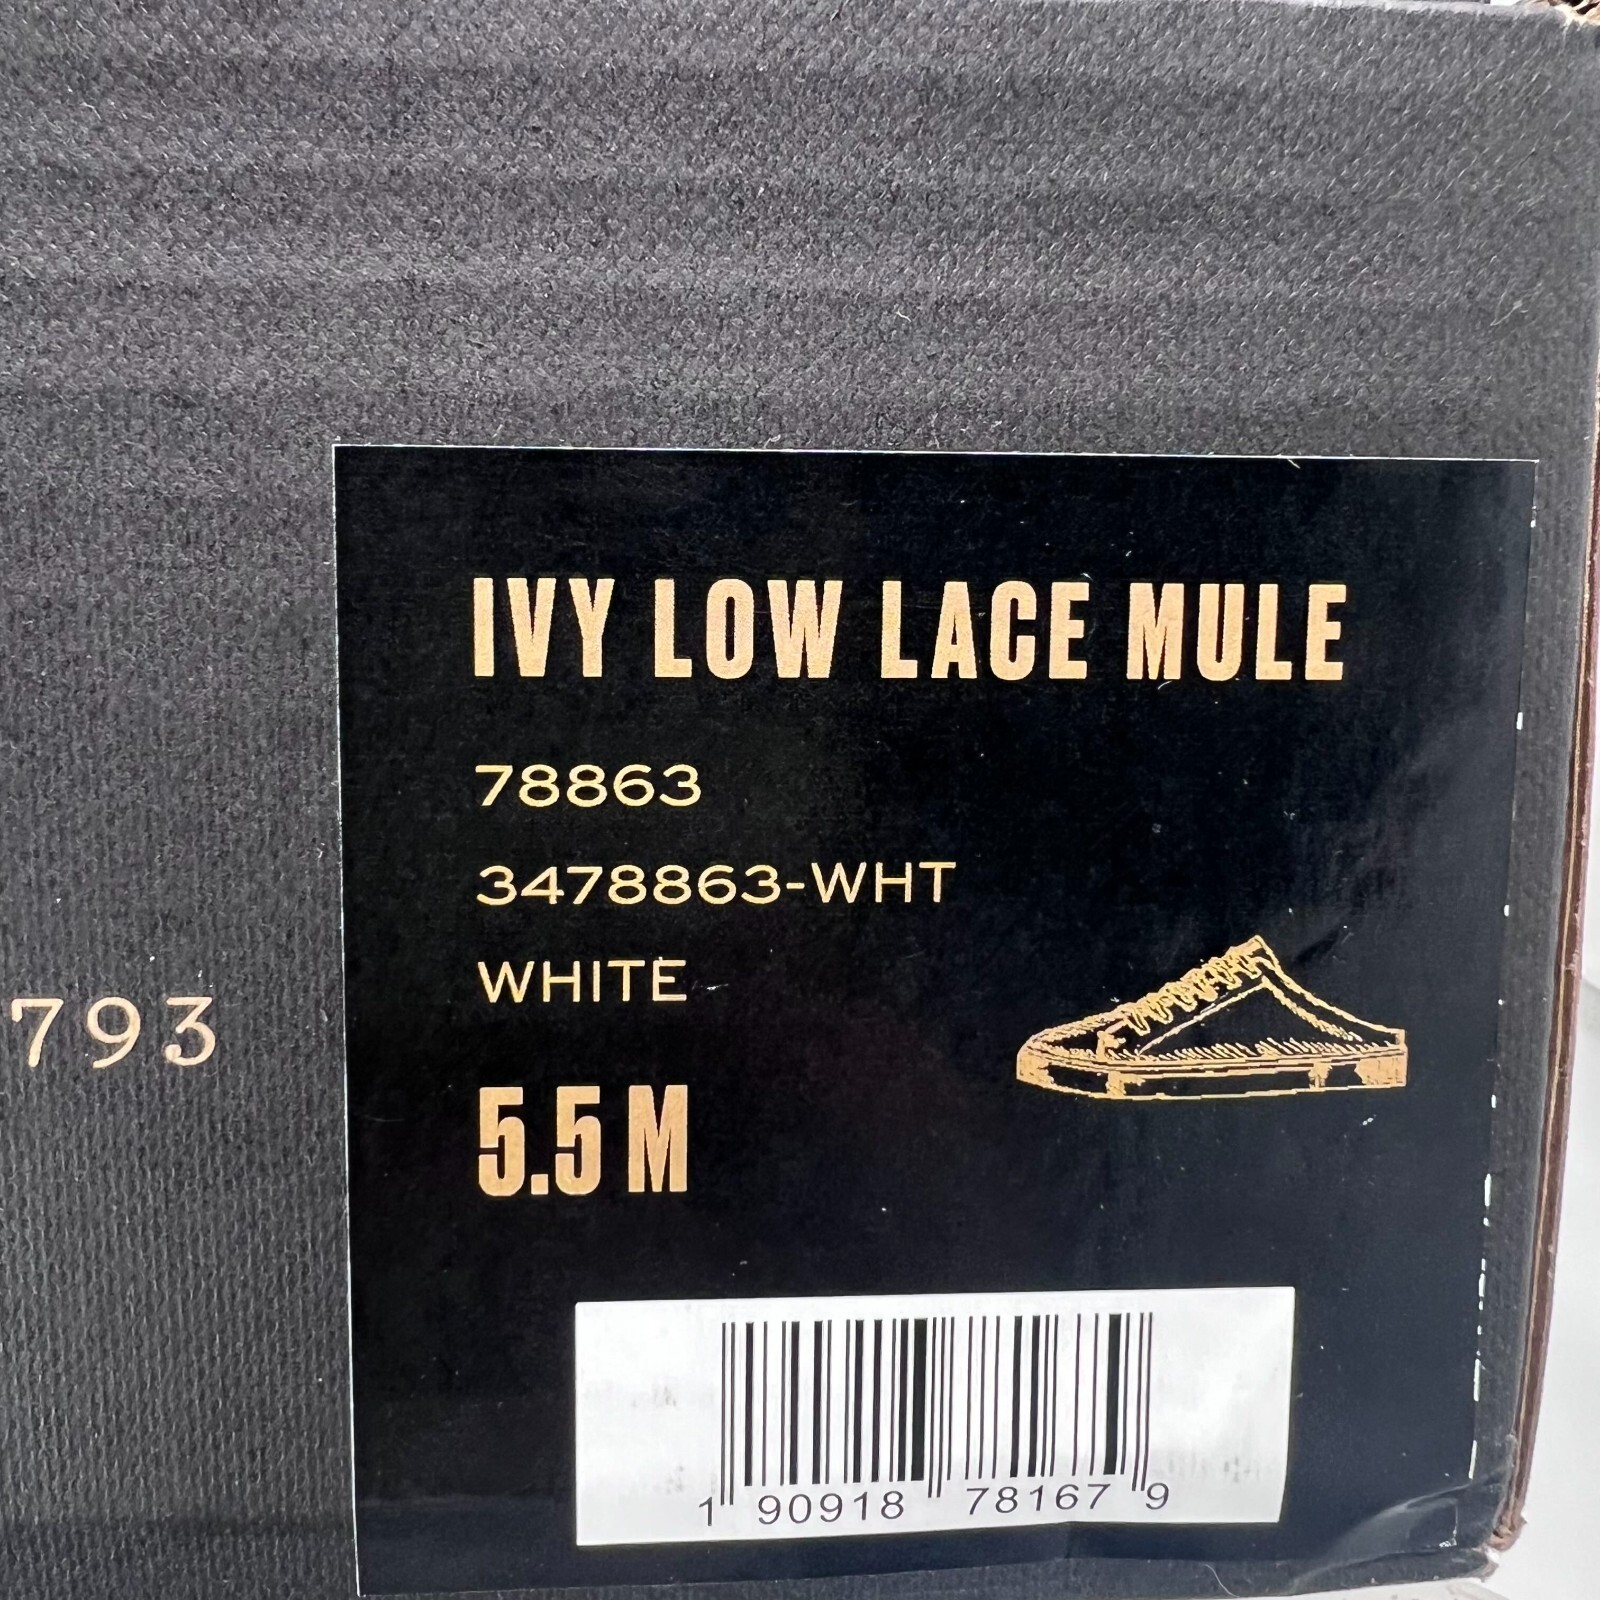 IVY LOW LACE MULE
78863
3478863-WHT
WHITE
793
5.5 M
1 90918 78167 9